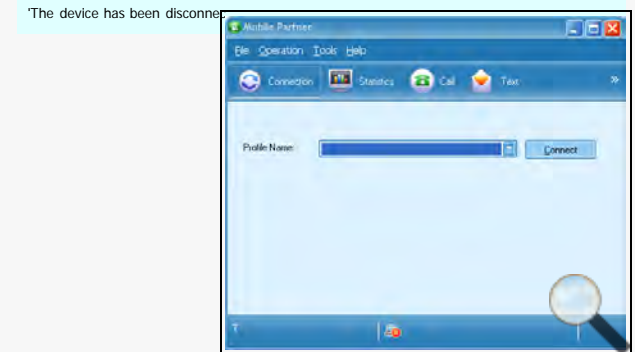 'The device has been disconne
Mobile Partner
File Operation Tools Help
Connection Statistics Call Text »
Profile Name: Connect